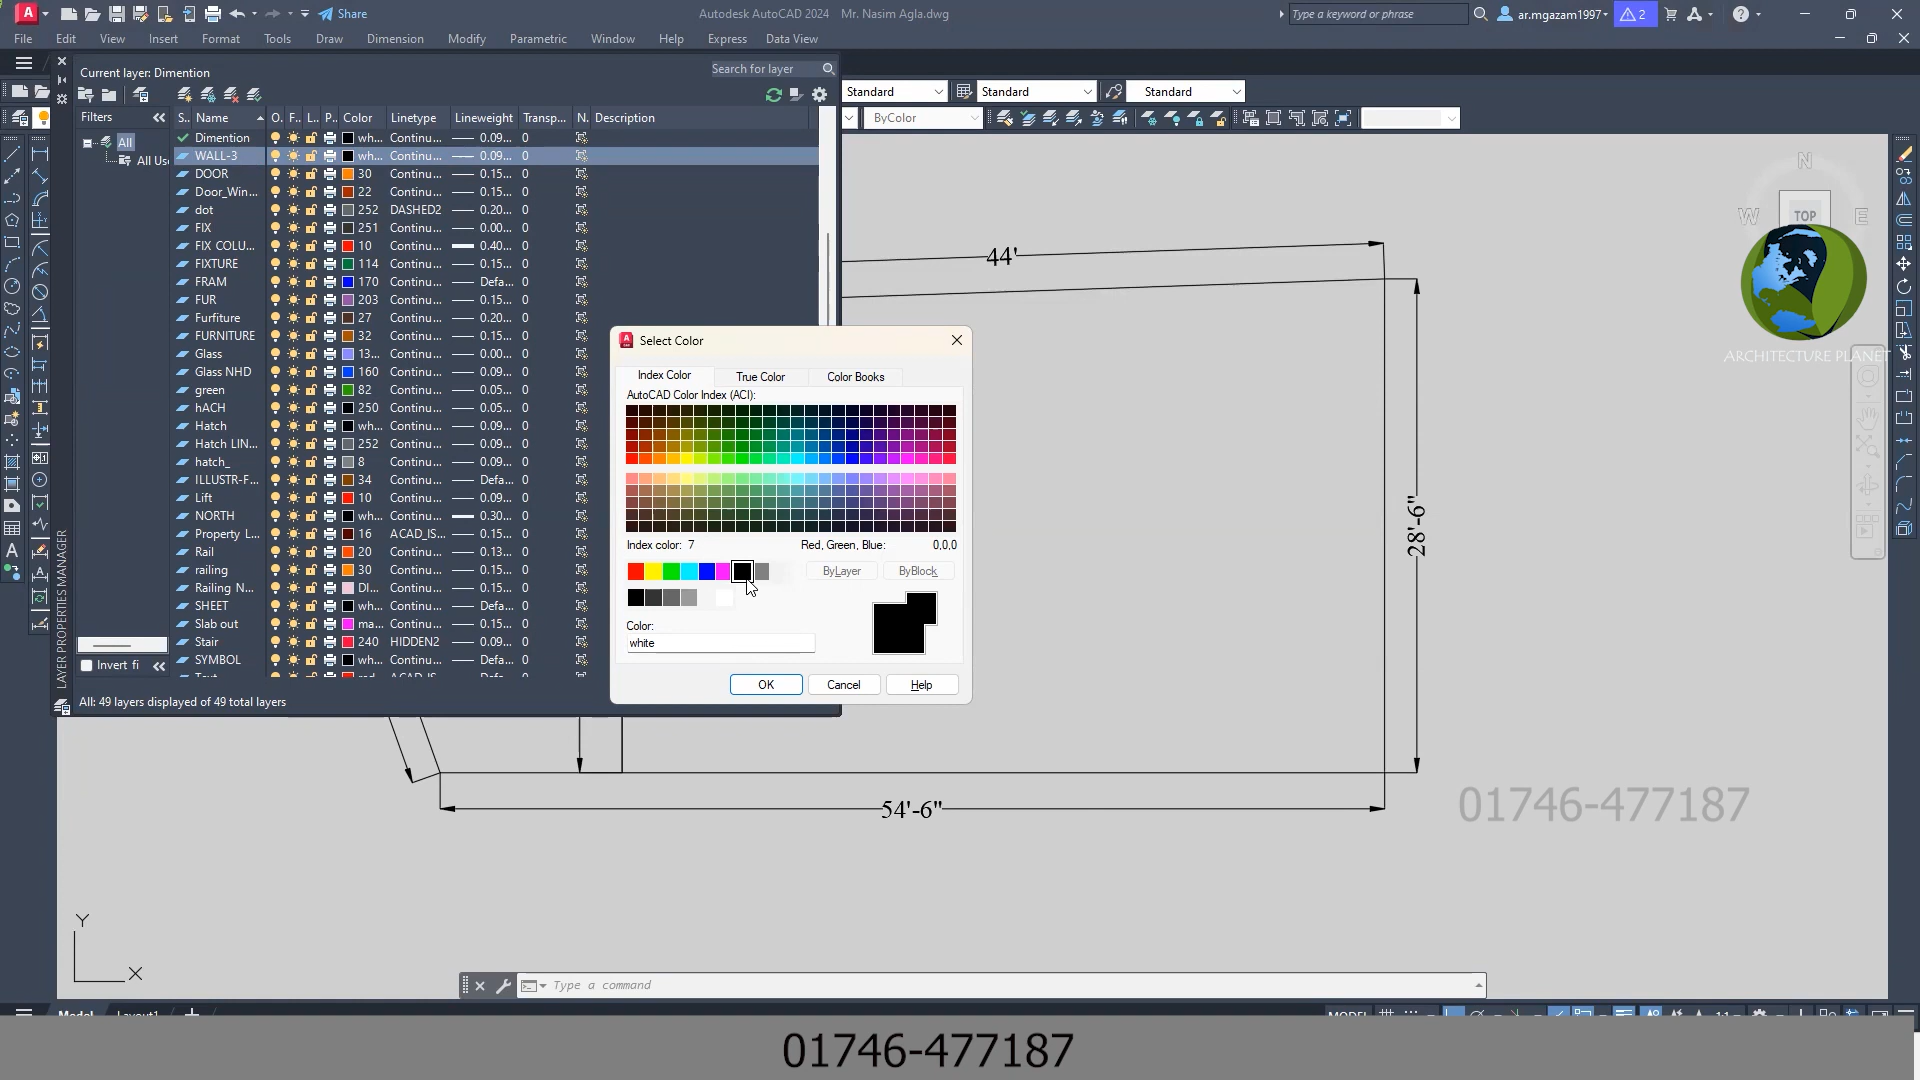 Share
Autodesk AutoCAD 2024 Mr. Nasim Agla.dwg
Type a keyword or phrase
ar.mgazam1997
2
File Edit View Insert Format Tools Draw Dimension Modify Parametric Window Help Express Data View
Current layer: Dimention
Search for layer
Standard Standard Standard
ByColor
Filters
All
All Use
S.. Name O. F.. L.. P.. Color Linetype Lineweight Transp... N. Description
Dimention wh... Continu... 0.09... 0
WALL-3 wh... Continu... 0.09... 0
DOOR 30 Continu... 0.15... 0
Door_Win... 22 Continu... 0.15... 0
dot 252 DASHED2 0.20... 0
FIX 251 Continu... 0.00... 0
FIX COLU... 10 Continu... 0.40... 0
FIXTURE 114 Continu... 0.15... 0
FRAM 170 Continu... Defa... 0
FUR 203 Continu... 0.15... 0
Furfiture 27 Continu... 0.20... 0
FURNITURE 32 Continu... 0.15... 0
Glass 13... Continu... 0.00... 0
Glass NHD 160 Continu... 0.09... 0
green 82 Continu... 0.05... 0
hACH 250 Continu... 0.05... 0
Hatch wh... Continu... 0.09... 0
Hatch LIN... 252 Continu... 0.09... 0
hatch_ 8 Continu... 0.09... 0
ILLUSTR-F... 34 Continu... Defa... 0
Lift 10 Continu... 0.09... 0
NORTH wh... Continu... 0.30... 0
Property L... 16 ACAD_IS... 0.15... 0
Rail 20 Continu... 0.13... 0
railing 30 Continu... 0.15... 0
Railing N... DI... Continu... 0.15... 0
SHEET wh... Continu... Defa... 0
Slab out ma... Continu... 0.15... 0
Stair 240 HIDDEN2 0.09... 0
SYMBOL wh... Continu... Defa... 0
Invert fi
All: 49 layers displayed of 49 total layers
LAYER PROPERTIES MANAGER
Select Color
Index Color True Color Color Books
AutoCAD Color Index (ACI):
Index color: 7 Red, Green, Blue: 0,0,0
ByLayer ByBlock
Color:
white
OK Cancel Help
44'
28'-6"
54'-6"
N
W TOP E
ARCHITECTURE PLANET
01746-477187
Y
X
Type a command
Model Layout1
MODEL
01746-477187